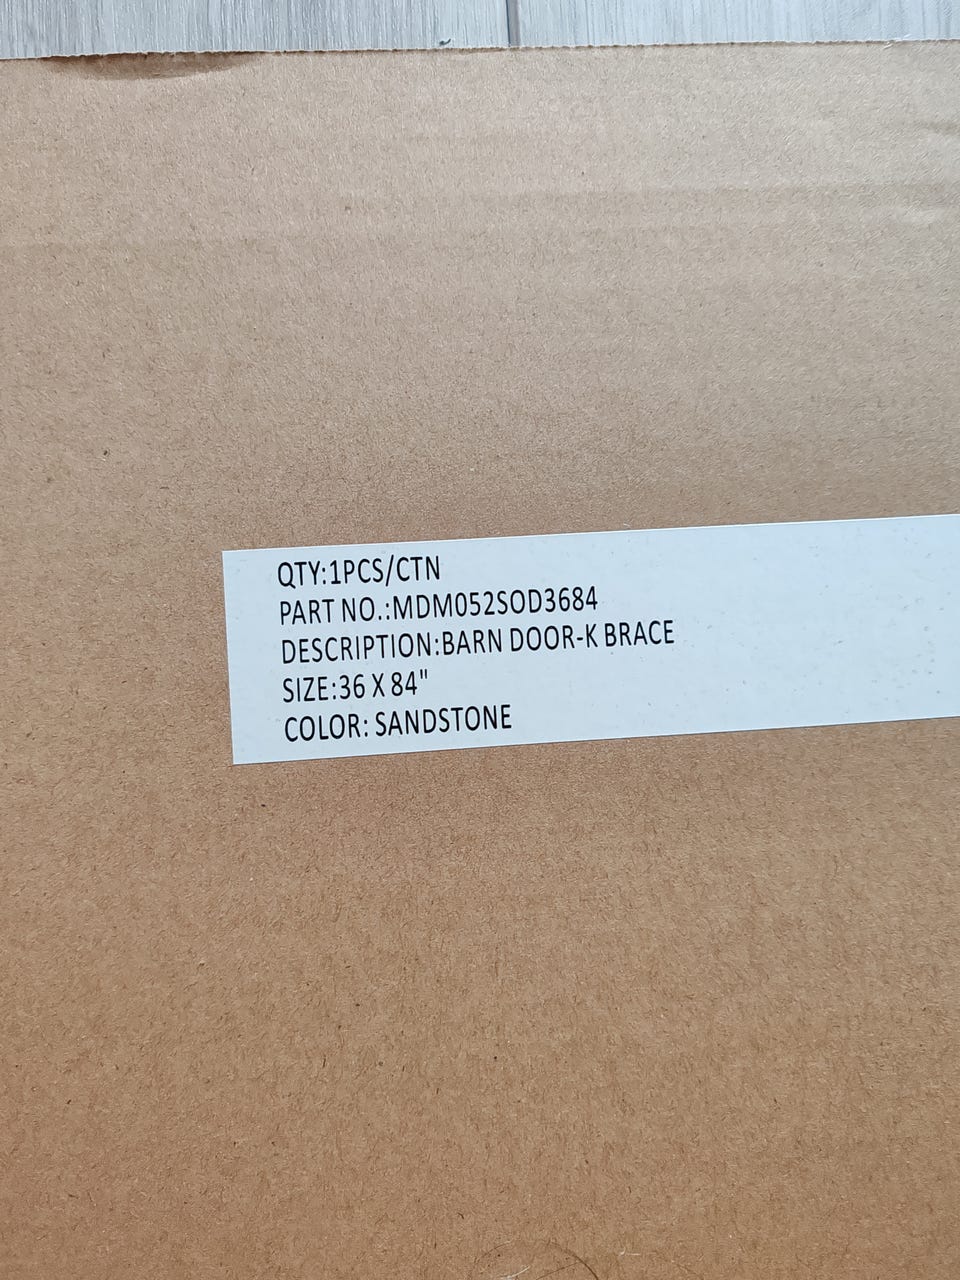 QTY:1PCS/CTN
PART NO.:MDM052SOD3684
DESCRIPTION:BARN DOOR-K BRACE
SIZE:36 X 84"
COLOR: SANDSTONE